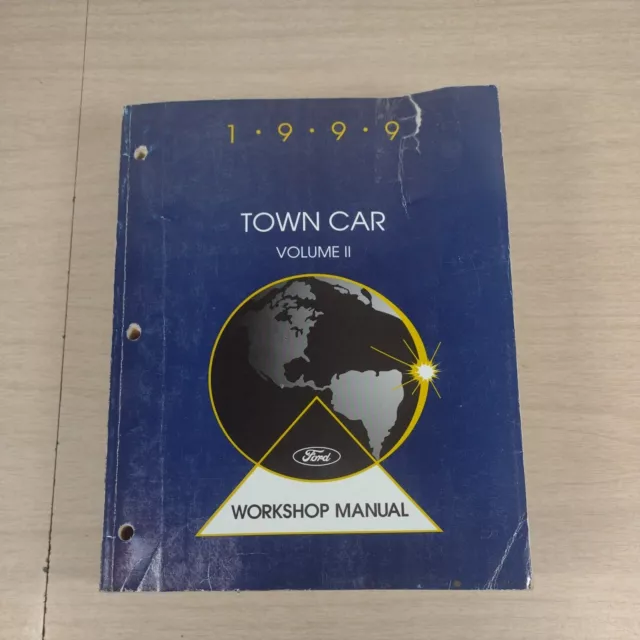 1•9•9•9
TOWN CAR
VOLUME II
Ford
WORKSHOP MANUAL